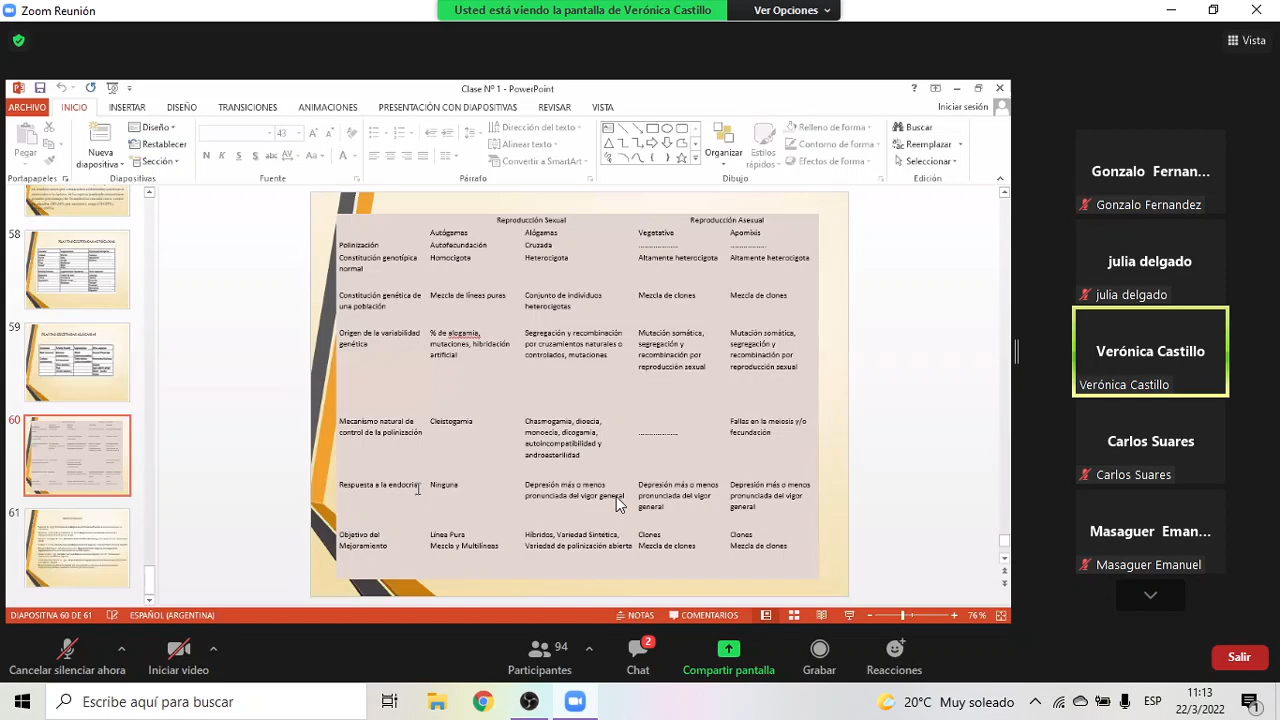 Zoom Reunión
Usted está viendo la pantalla de Verónica Castillo
Ver Opciones
Vista
Clase Nº 1 - PowerPoint
ARCHIVO INICIO INSERTAR DISEÑO TRANSICIONES ANIMACIONES PRESENTACIÓN CON DIAPOSITIVAS REVISAR VISTA
Iniciar sesión
Pegar
Nueva
diapositiva
Diseño
Restablecer
Sección
43
N K S S abc AV Aa A
Dirección del texto
Alinear texto
Convertir a SmartArt
Organizar
Estilos
rápidos
Relleno de forma
Contorno de forma
Efectos de forma
Buscar
Reemplazar
Seleccionar
Portapapeles
Diapositivas
Fuente
Párrafo
Dibujo
Edición
58
59
60
61
Reproducción Sexual Reproducción Asexual
Autógamas Alógamas Vegetative Apomixis
Polinización Autofecundación Cruzada .................. ..................
Constitución genotípica Homocigota Heterocigota Altamente heterocigota Altamente heterocigota
normal
Constitución genética de Mezcla de líneas puras Conjunto de individuos Mezcla de clones Mezcla de clones
una población heterocigotas
Origen de la variabilidad % de alogamia, Segregación y recombinación Mutación somática, Mutación somática,
genética mutaciones, hibridación por cruzamientos naturales o segregación y segregación y
artificial controlados, mutaciones recombinación por recombinación por
reproducción sexual reproducción sexual
Mecanismo natural de Cleistogamia Chasmogamia, dioecia, Fallas en la meiosis y/o
control de la polinización monoecia, dicogamia, .................. fecundación
autoincompatibilidad y
androesterilidad
Respuesta a la endocría Ninguna Depresión más o menos Depresión más o menos Depresión más o menos
pronunciada del vigor general pronunciada del vigor pronunciada del vigor
general general
Objetivo del Línea Pura Híbridos, Variedad Sintética, Clones Clones
Mejoramiento Mezcla y Multilíneas Variedad de polinización abierta Mezcla de clones Mezcla de clones
DIAPOSITIVA 60 DE 61
ESPAÑOL (ARGENTINA)
NOTAS
COMENTARIOS
76 %
Gonzalo Fernan...
Gonzalo Fernandez
julia delgado
julia delgado
Verónica Castillo
Verónica Castillo
Carlos Suares
Carlos Suares
Masaguer Eman...
Masaguer Emanuel
Cancelar silenciar ahora
Iniciar video
94
Participantes
2
Chat
Compartir pantalla
Grabar
Reacciones
Salir
Escribe aquí para buscar
20°C Muy soleado
ESP
11:13
22/3/2022
1